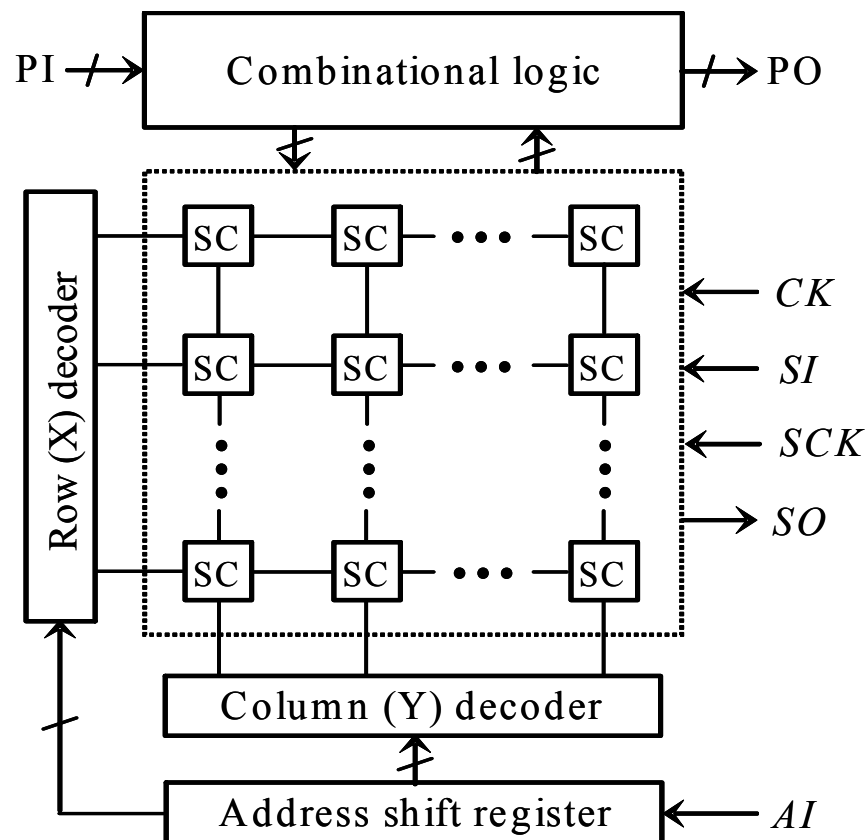 PI
Combinational logic
PO
SC SC SC
CK
Row (X) decoder
SC SC SC
SI
SCK
SO
SC SC SC
Column (Y) decoder
Address shift register
AI